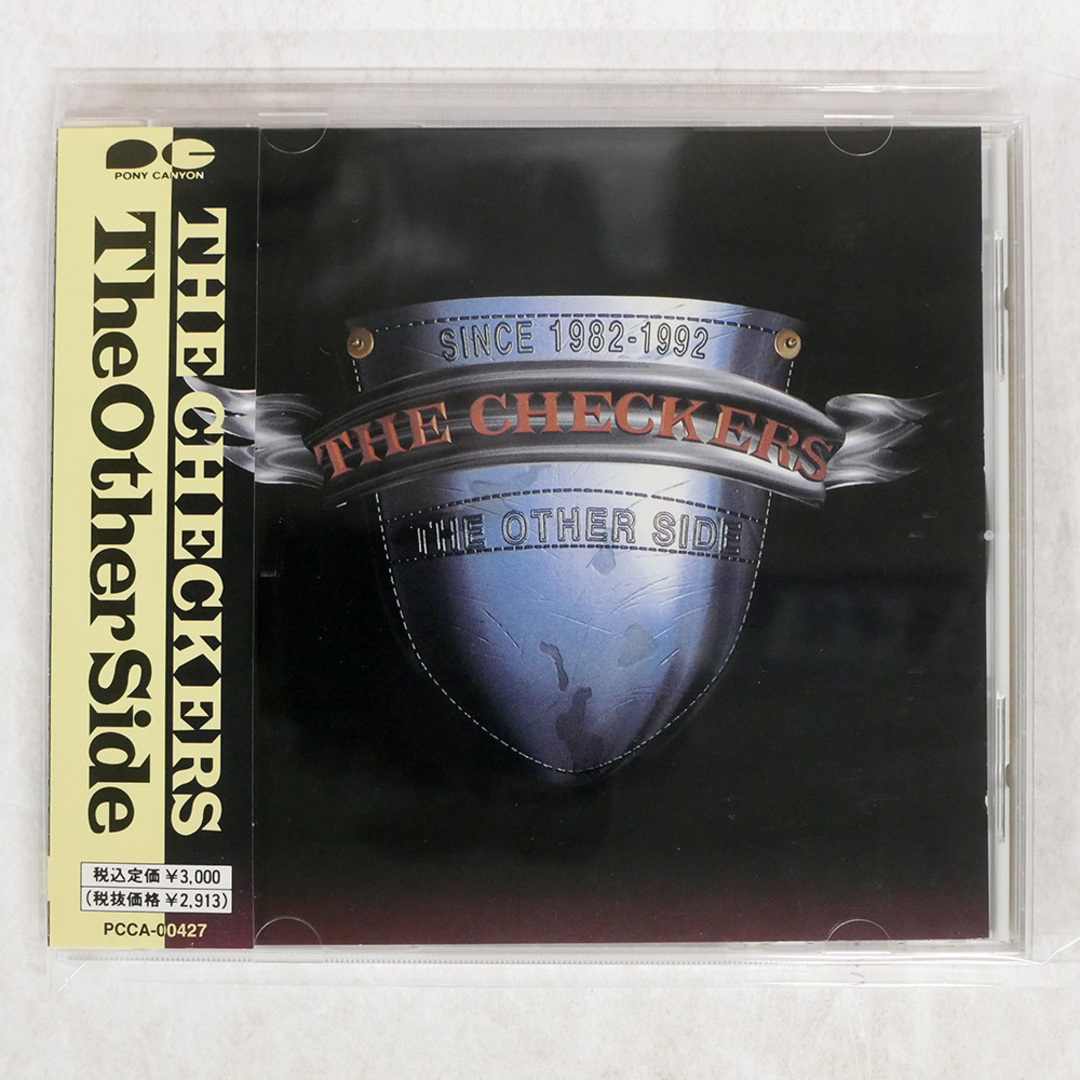 PONY CANYON
THE CHECKERS
The Other Side
税込定価 ¥3,000
(税抜価格 ¥2,913)
PCCA-00427
SINCE 1982-1992
THE CHECKERS
THE OTHER SIDE